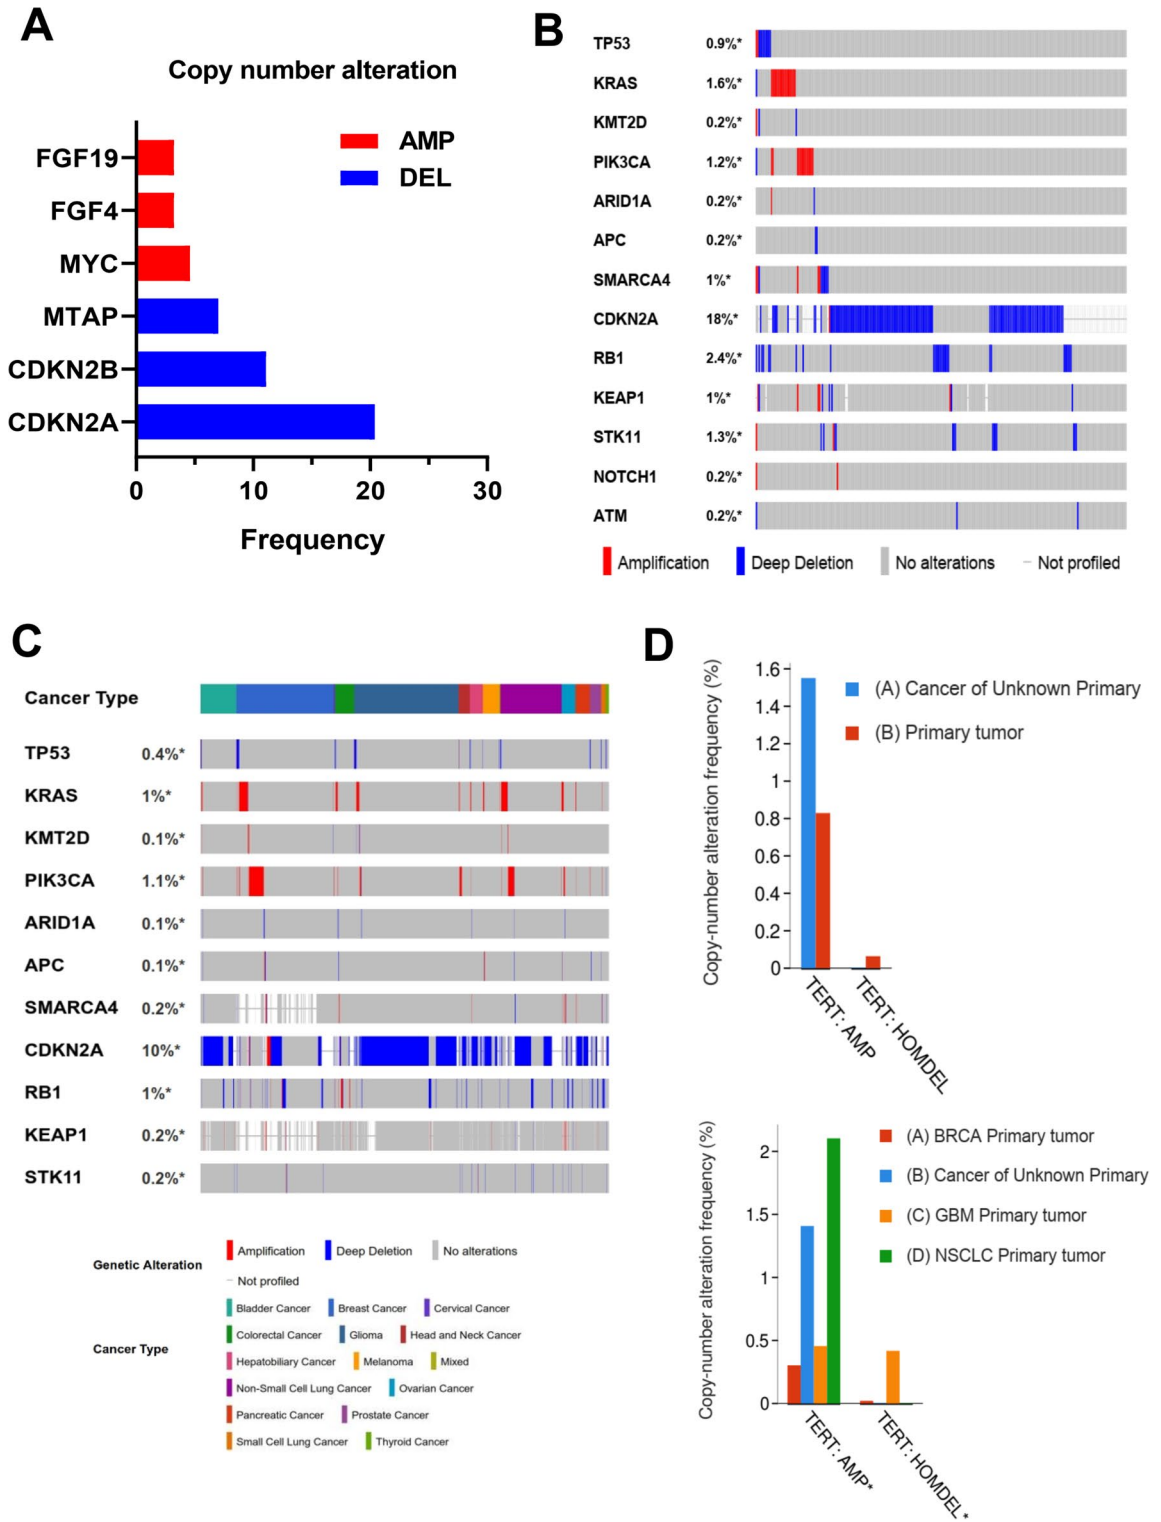 A
Copy number alteration
FGF19
FGF4
MYC
MTAP
CDKN2B
CDKN2A
AMP
DEL
0 10 20 30
Frequency
B
TP53 0.9%*
KRAS 1.6%*
KMT2D 0.2%*
PIK3CA 1.2%*
ARID1A 0.2%*
APC 0.2%*
SMARCA4 1%*
CDKN2A 18%*
RB1 2.4%*
KEAP1 1%*
STK11 1.3%*
NOTCH1 0.2%*
ATM 0.2%*
Amplification Deep Deletion No alterations Not profiled
C
Cancer Type
TP53 0.4%*
KRAS 1%*
KMT2D 0.1%*
PIK3CA 1.1%*
ARID1A 0.1%*
APC 0.1%*
SMARCA4 0.2%*
CDKN2A 10%*
RB1 1%*
KEAP1 0.2%*
STK11 0.2%*
Genetic Alteration
Amplification Deep Deletion No alterations
Not profiled
Cancer Type
Bladder Cancer Breast Cancer Cervical Cancer
Colorectal Cancer Glioma Head and Neck Cancer
Hepatobiliary Cancer Melanoma Mixed
Non-Small Cell Lung Cancer Ovarian Cancer
Pancreatic Cancer Prostate Cancer
Small Cell Lung Cancer Thyroid Cancer
D
Copy-number alteration frequency (%)
1.6
1.4
1.2
1
0.8
0.6
0.4
0.2
0
(A) Cancer of Unknown Primary
(B) Primary tumor
TERT: AMP
TERT: HOMDEL
Copy-number alteration frequency (%)
2
1.5
1
0.5
0
(A) BRCA Primary tumor
(B) Cancer of Unknown Primary
(C) GBM Primary tumor
(D) NSCLC Primary tumor
TERT: AMP*
TERT: HOMDEL*